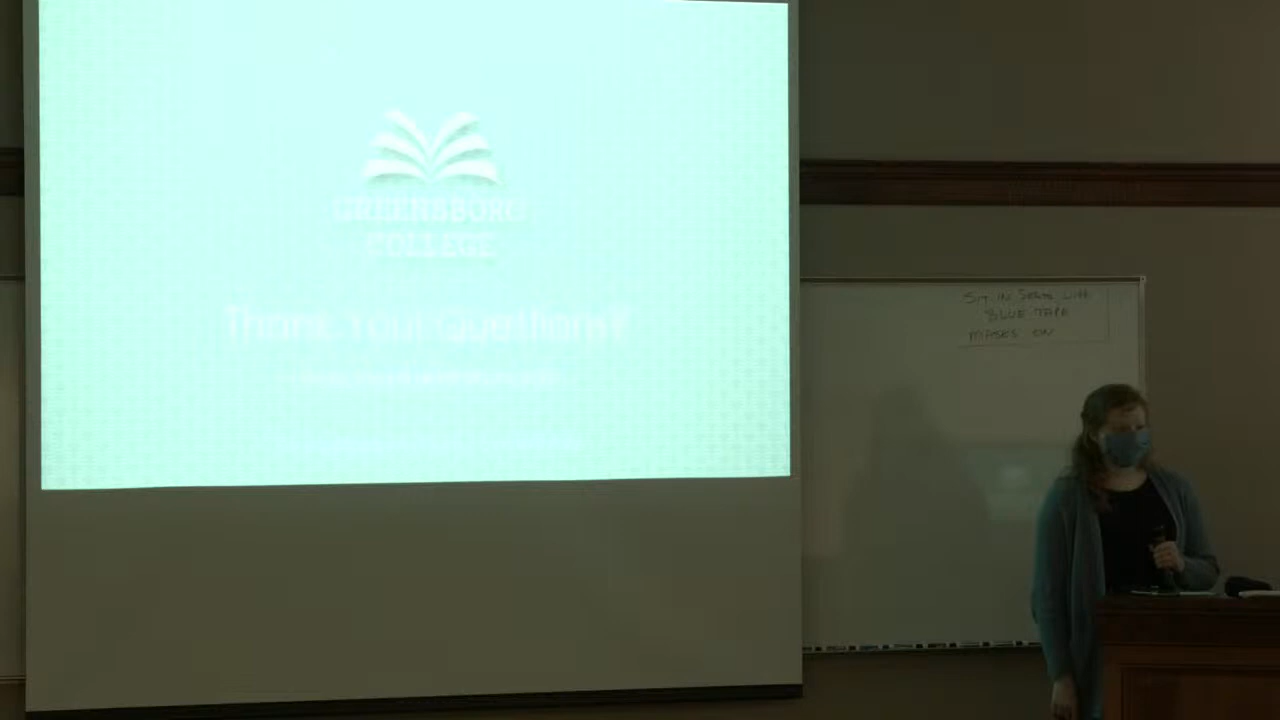 GREENSBORO
COLLEGE
Thank You! Questions?
SIT IN SEATS WITH
BLUE TAPE
MASKS ON